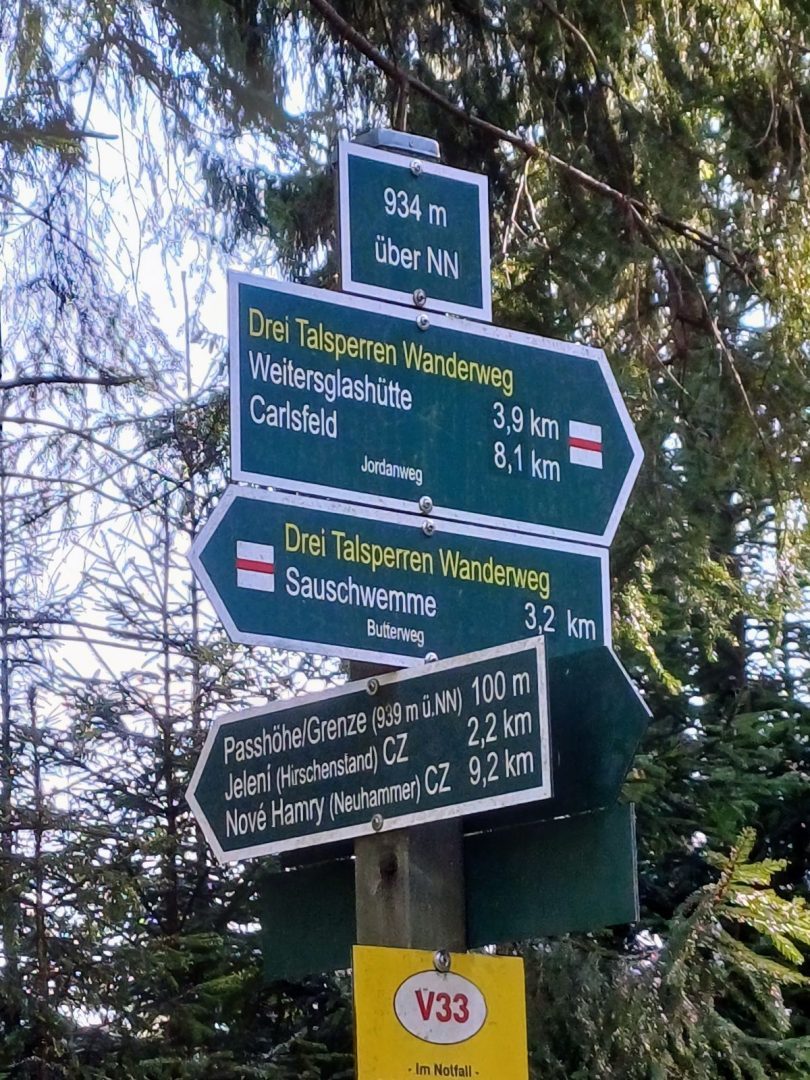 934 m
über NN
Drei Talsperren Wanderweg
Weitersglashütte 3,9 km
Carlsfeld 8,1 km
Jordanweg
Drei Talsperren Wanderweg
Sauschwemme 3,2 km
Butterweg
Passhöhe/Grenze (939 m ü.NN) 100 m
Jelení (Hirschenstand) CZ 2,2 km
Nové Hamry (Neuhammer) CZ 9,2 km
V33
- Im Notfall -